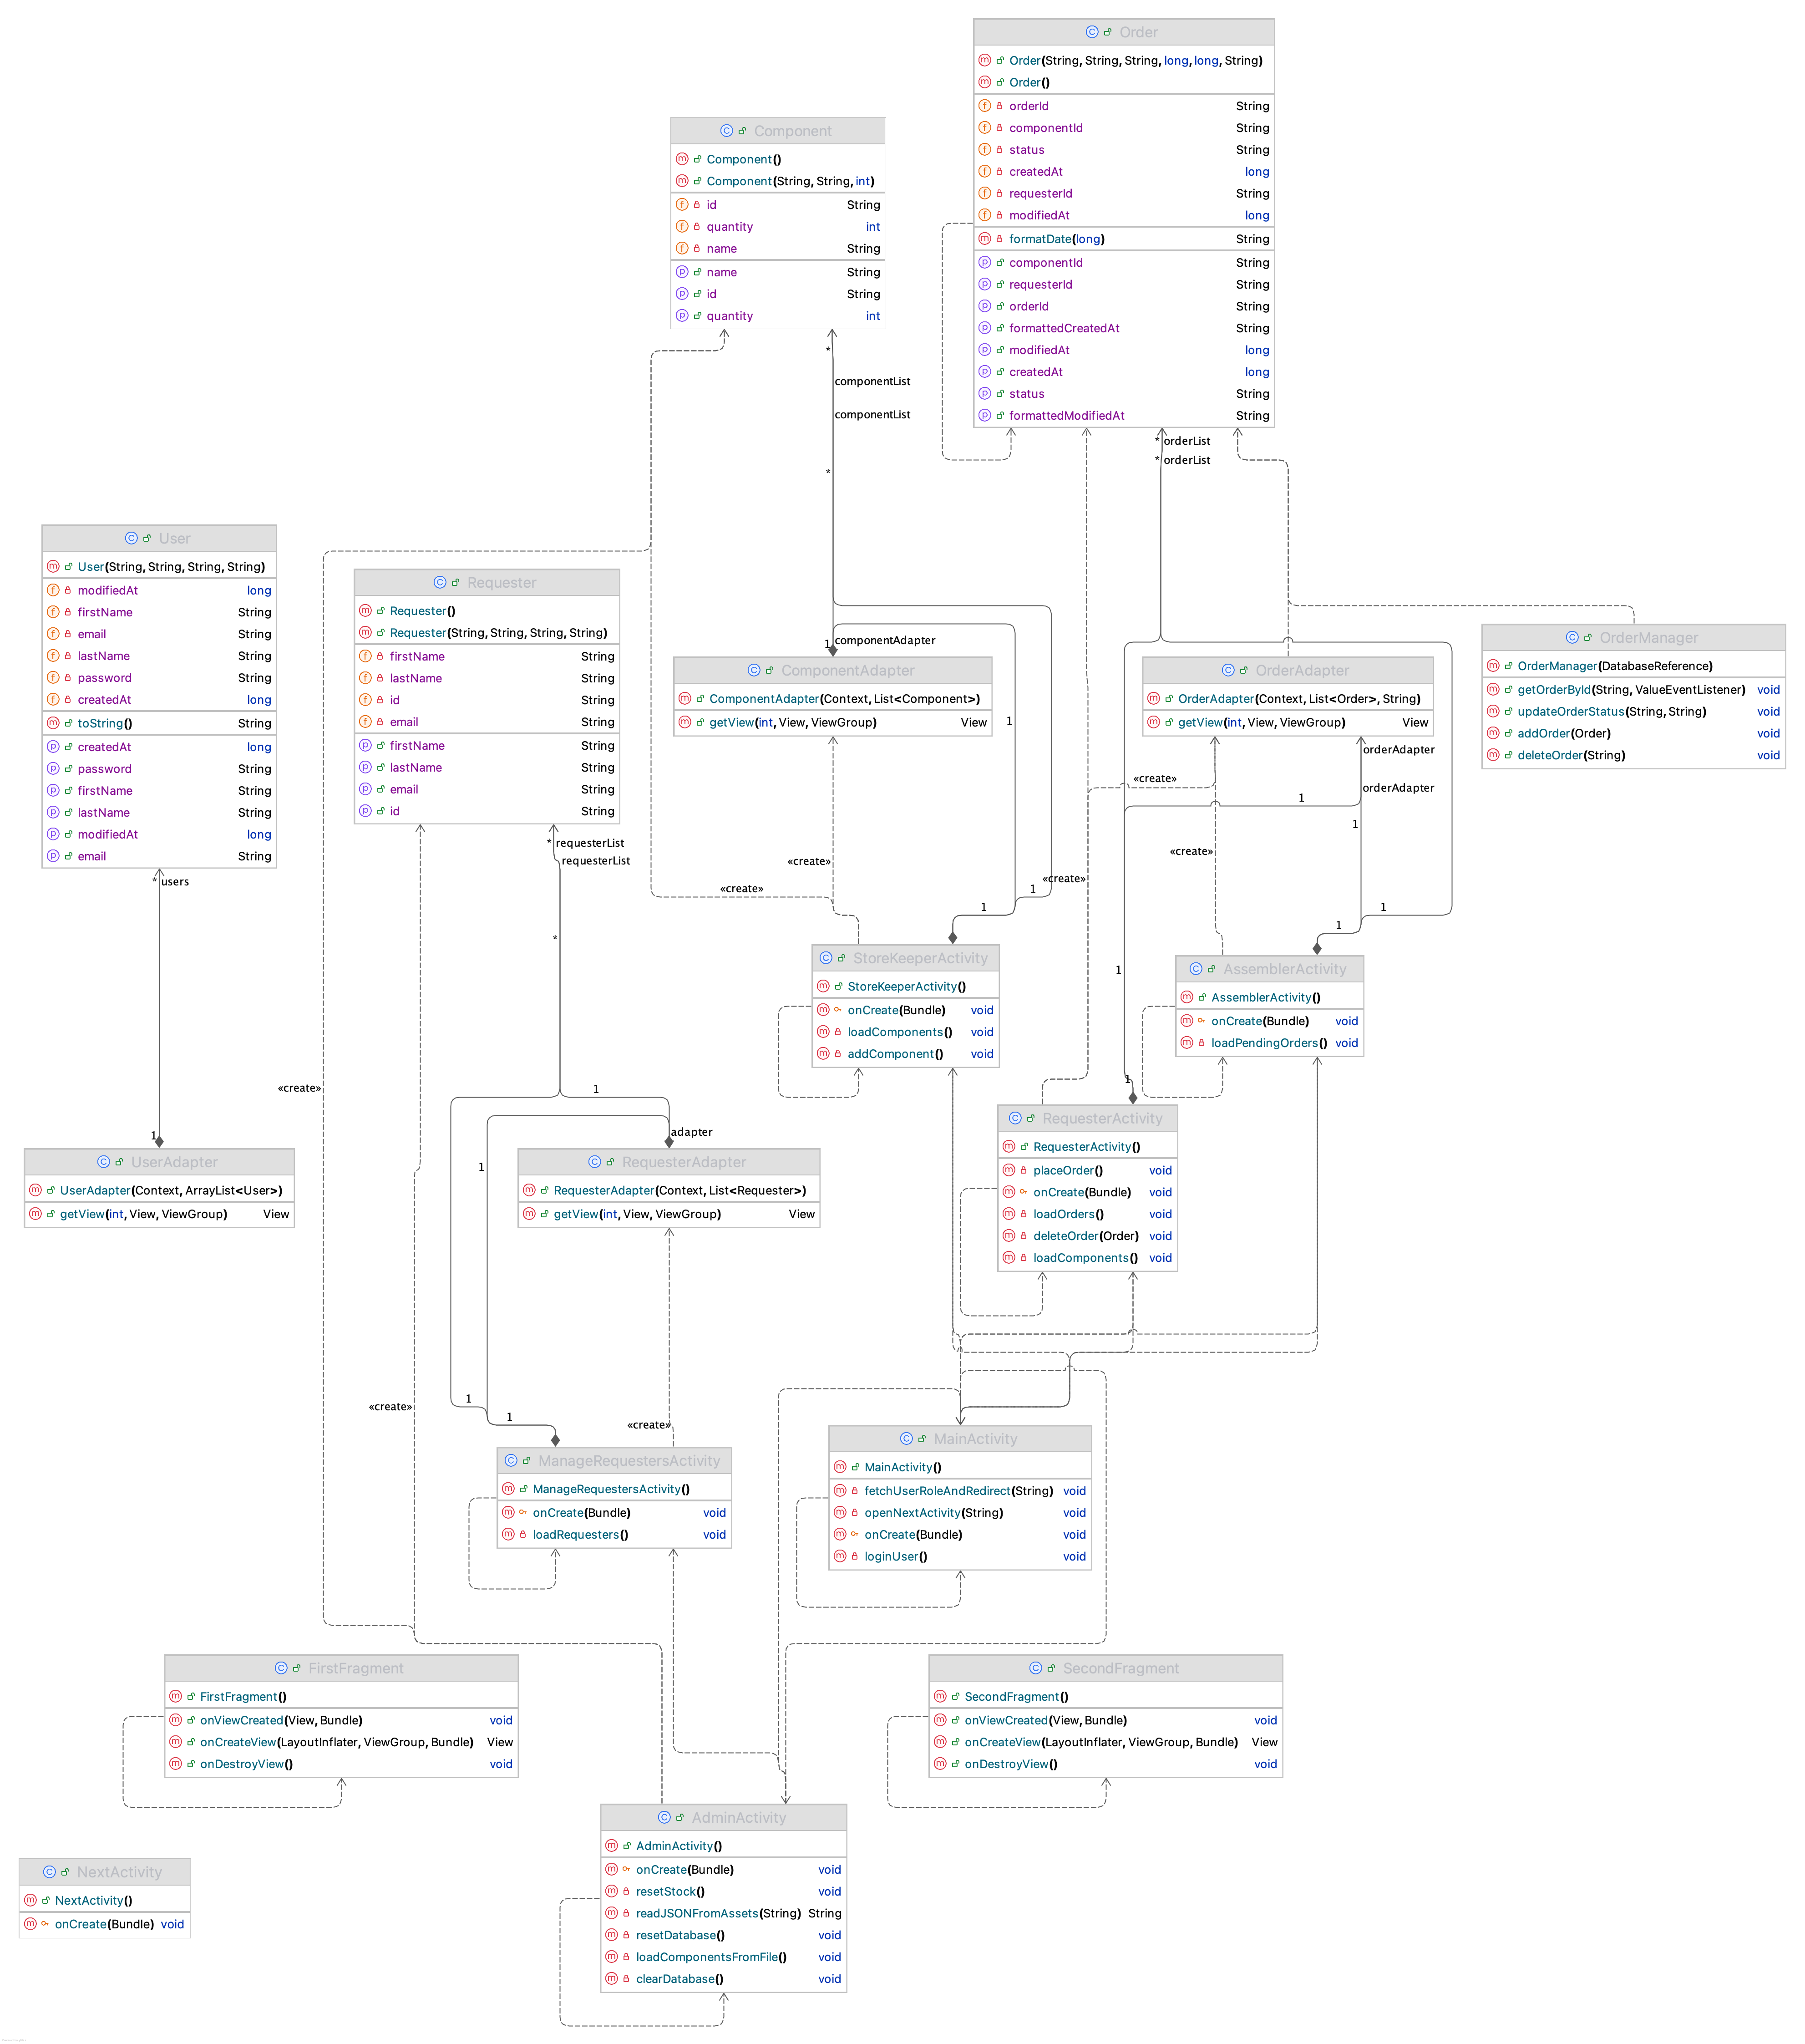 Order
Order(String, String, String, long, long, String)
Order()
orderId String
componentId String
status String
createdAt long
requesterId String
modifiedAt long
formatDate(long) String
componentId String
requesterId String
orderId String
formattedCreatedAt String
modifiedAt long
createdAt long
status String
formattedModifiedAt String
Component
Component()
Component(String, String, int)
id String
quantity int
name String
name String
id String
quantity int
*
componentList
componentList
*
* orderList
* orderList
User
User(String, String, String, String)
modifiedAt long
firstName String
email String
lastName String
password String
createdAt long
toString() String
createdAt long
password String
firstName String
lastName String
modifiedAt long
email String
* users
1
Requester
Requester()
Requester(String, String, String, String)
firstName String
lastName String
id String
email String
firstName String
lastName String
email String
id String
* requesterList
requesterList
*
componentAdapter
1
ComponentAdapter
ComponentAdapter(Context, List<Component>)
getView(int, View, ViewGroup) View
1
OrderAdapter
OrderAdapter(Context, List<Order>, String)
getView(int, View, ViewGroup) View
orderAdapter
orderAdapter
«create»
1
1
OrderManager
OrderManager(DatabaseReference)
getOrderById(String, ValueEventListener) void
updateOrderStatus(String, String) void
addOrder(Order) void
deleteOrder(String) void
«create»
«create»
«create»
«create»
1
1
1
1
StoreKeeperActivity
StoreKeeperActivity()
onCreate(Bundle) void
loadComponents() void
addComponent() void
AssemblerActivity
AssemblerActivity()
onCreate(Bundle) void
loadPendingOrders() void
1
1
RequesterActivity
RequesterActivity()
placeOrder() void
onCreate(Bundle) void
loadOrders() void
deleteOrder(Order) void
loadComponents() void
«create»
1
adapter
1
UserAdapter
UserAdapter(Context, ArrayList<User>)
getView(int, View, ViewGroup) View
RequesterAdapter
RequesterAdapter(Context, List<Requester>)
getView(int, View, ViewGroup) View
«create»
1
1
«create»
ManageRequestersActivity
ManageRequestersActivity()
onCreate(Bundle) void
loadRequesters() void
MainActivity
MainActivity()
fetchUserRoleAndRedirect(String) void
openNextActivity(String) void
onCreate(Bundle) void
loginUser() void
FirstFragment
FirstFragment()
onViewCreated(View, Bundle) void
onCreateView(LayoutInflater, ViewGroup, Bundle) View
onDestroyView() void
SecondFragment
SecondFragment()
onViewCreated(View, Bundle) void
onCreateView(LayoutInflater, ViewGroup, Bundle) View
onDestroyView() void
AdminActivity
AdminActivity()
onCreate(Bundle) void
resetStock() void
readJSONFromAssets(String) String
resetDatabase() void
loadComponentsFromFile() void
clearDatabase() void
NextActivity
NextActivity()
onCreate(Bundle) void